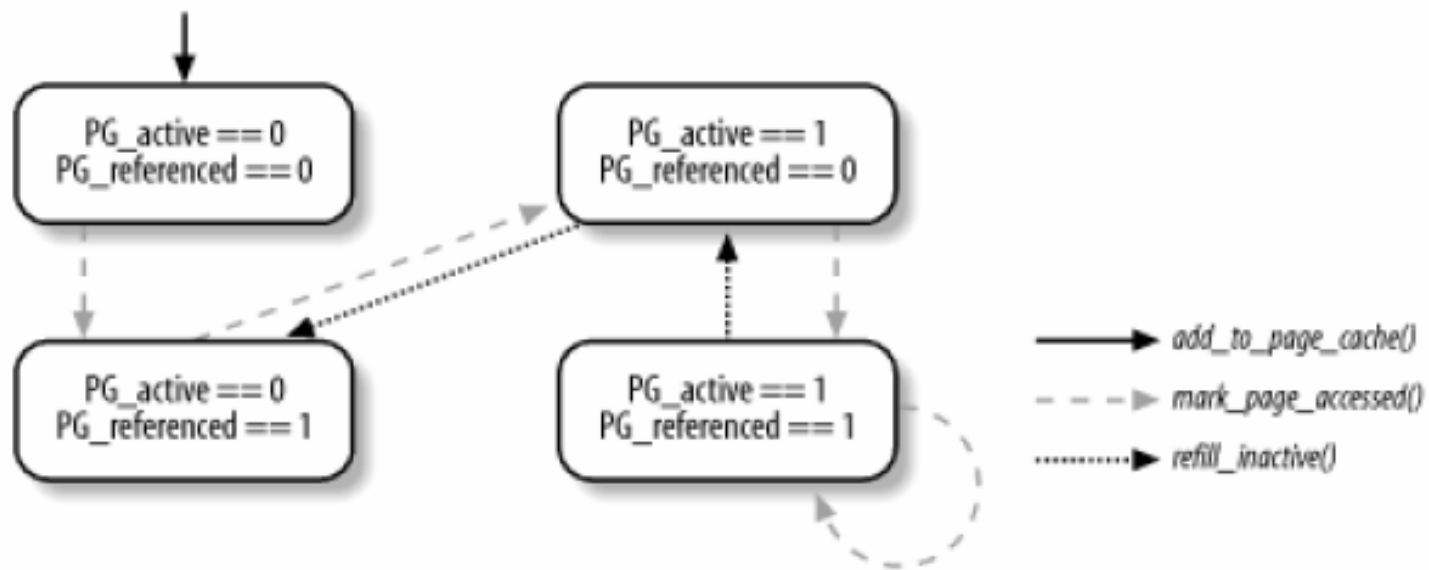 PG_active == 0
PG_referenced == 0
PG_active == 1
PG_referenced == 0
PG_active == 0
PG_referenced == 1
PG_active == 1
PG_referenced == 1
add_to_page_cache()
mark_page_accessed()
refill_inactive()